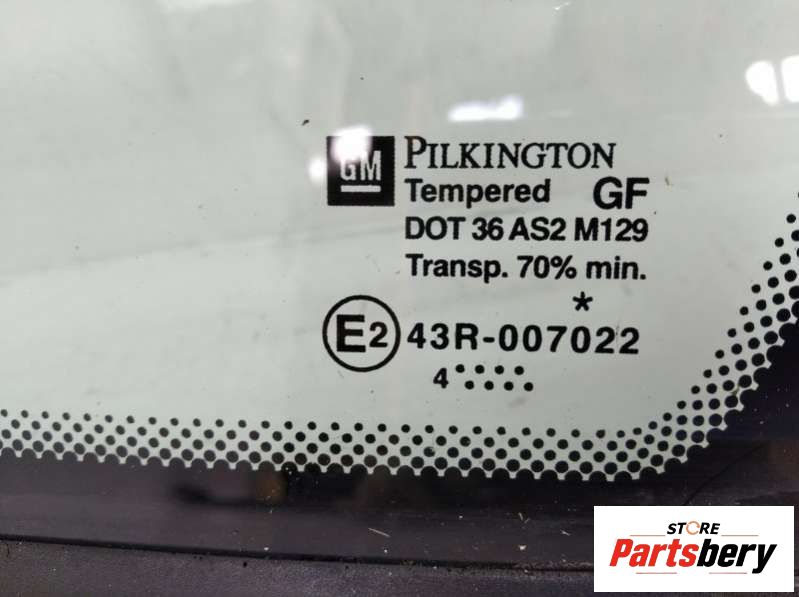 GM
PILKINGTON
Tempered GF
DOT 36 AS2 M129
Transp. 70% min.
*
E2 43R-007022
4
STORE
Partsbery